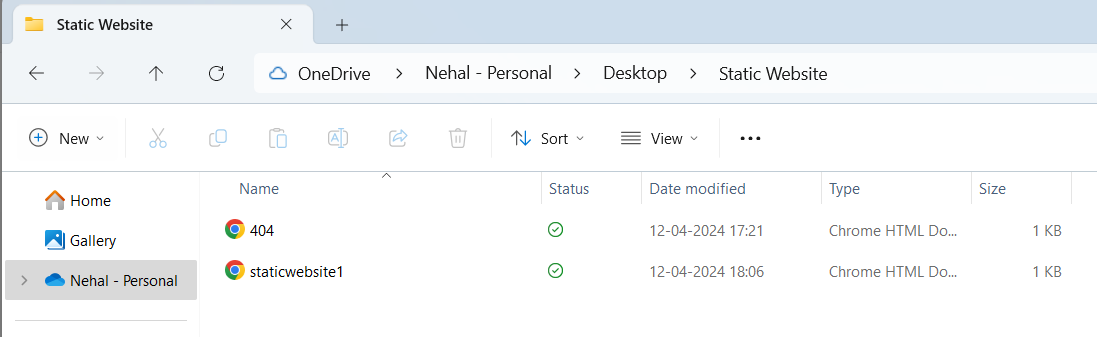 Static Website
OneDrive > Nehal - Personal > Desktop > Static Website
New Sort View
Name Status Date modified Type Size
Home
404 12-04-2024 17:21 Chrome HTML Do... 1 KB
Gallery
staticwebsite1 12-04-2024 18:06 Chrome HTML Do... 1 KB
Nehal - Personal